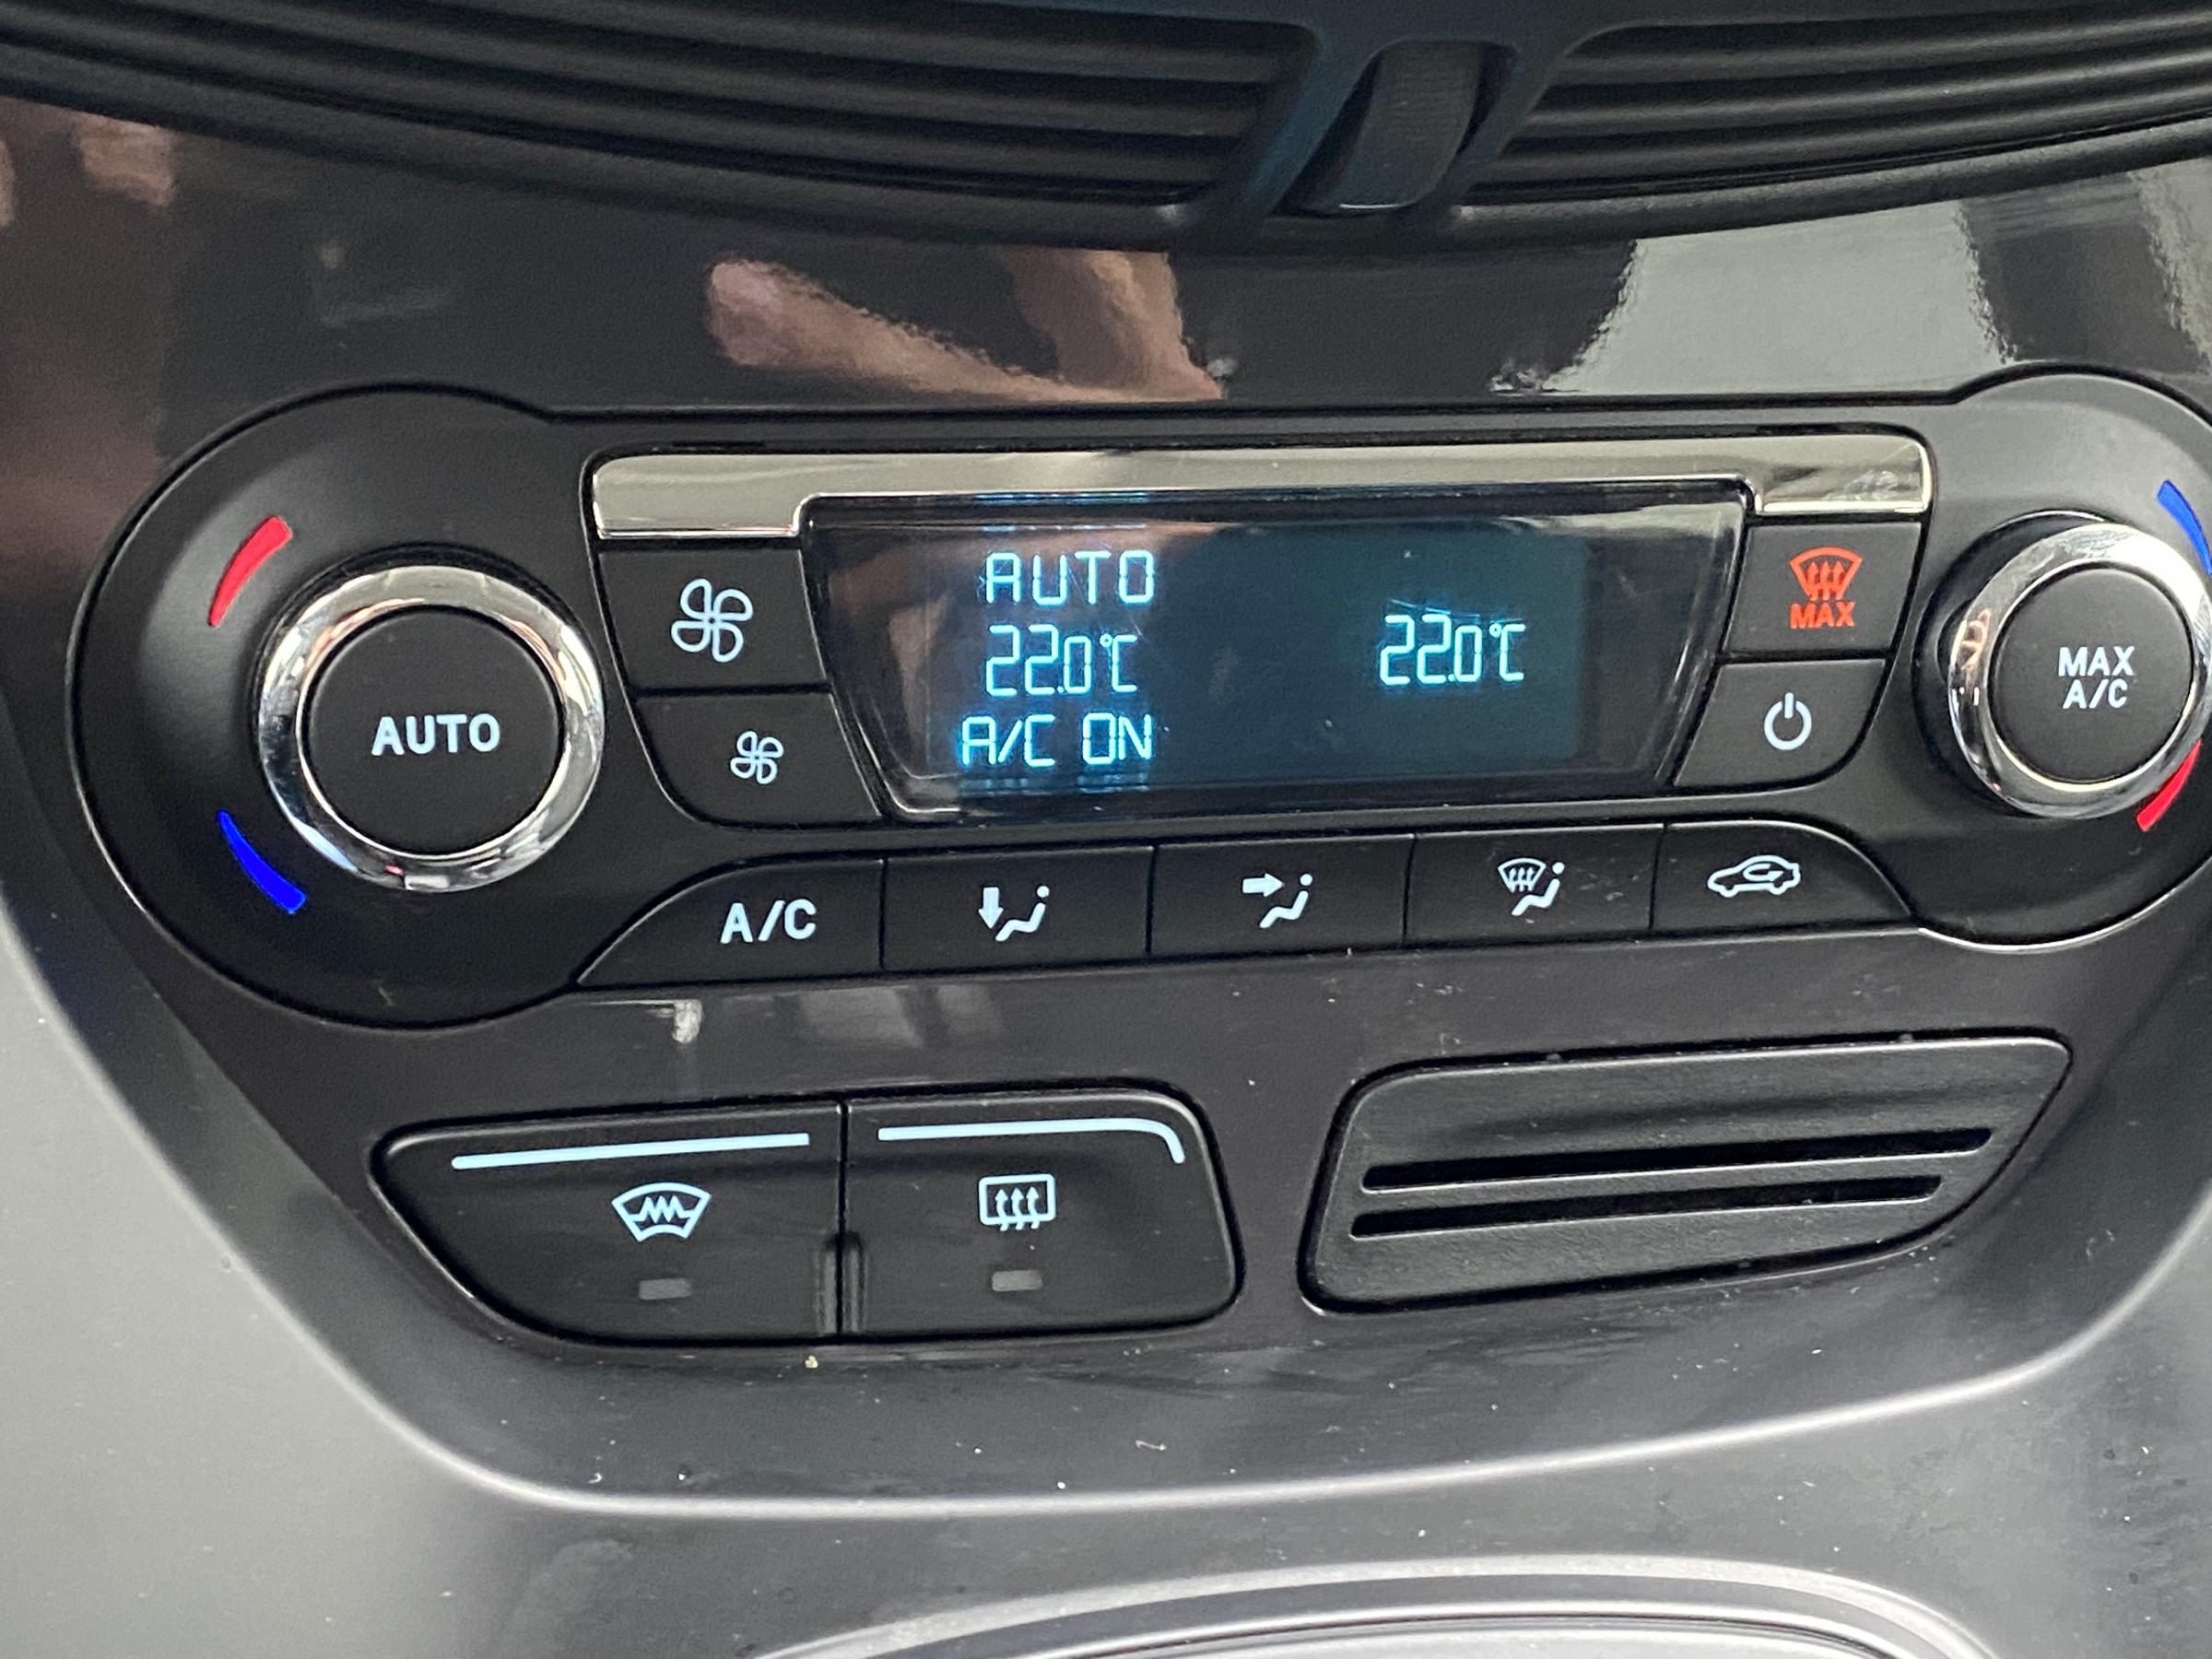 AUTO
22.0°C 22.0°C
A/C ON
MAX
AUTO
MAX
A/C
A/C